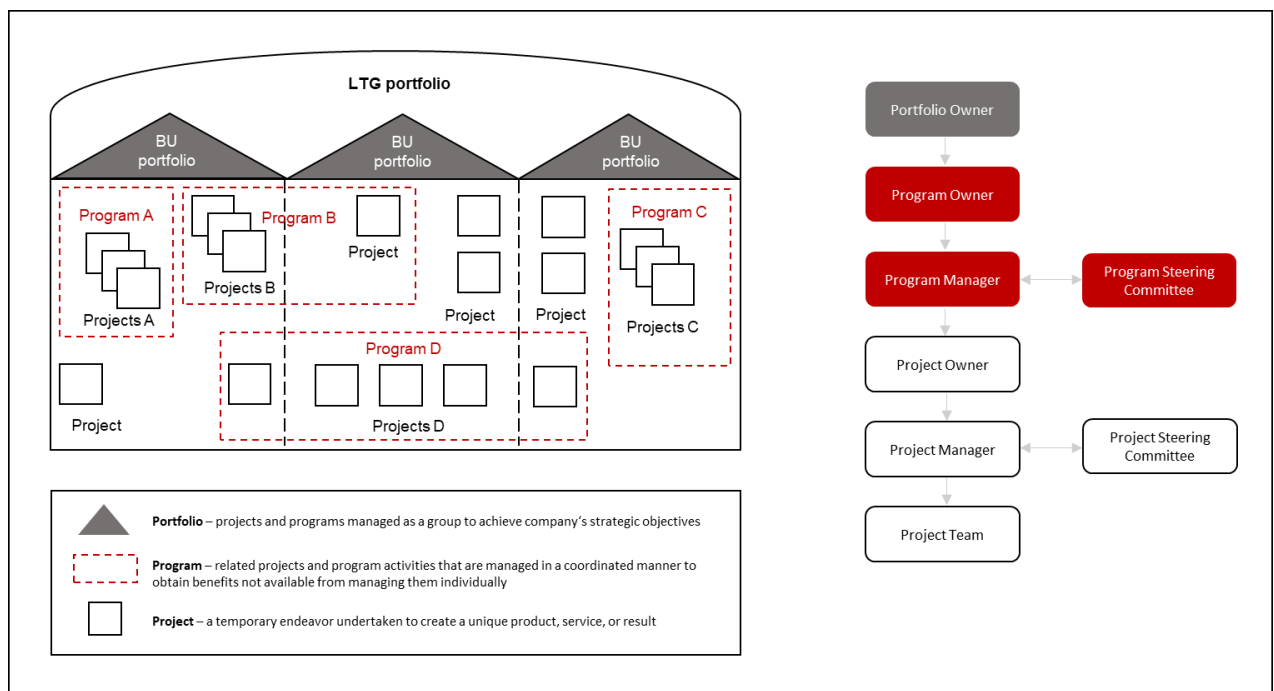 LTG portfolio
BU
portfolio
BU
portfolio
BU
portfolio
Program A
Projects A
Program B
Projects B
Project
Project
Project
Program C
Projects C
Program D
Projects D
Project
Portfolio – projects and programs managed as a group to achieve company‘s strategic objectives
Program – related projects and program activities that are managed in a coordinated manner to
obtain benefits not available from managing them individually
Project – a temporary endeavor undertaken to create a unique product, service, or result
Portfolio Owner
Program Owner
Program Manager
Program Steering
Committee
Project Owner
Project Manager
Project Steering
Committee
Project Team